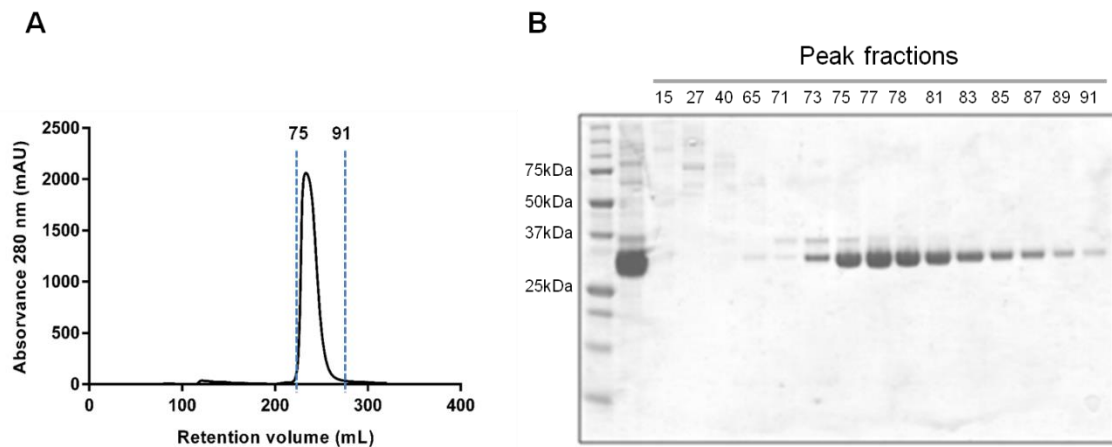 A
B
Peak fractions
15 27 40 65 71 73 75 77 78 81 83 85 87 89 91
75 91
2500
2000
1500
1000
500
0
Absorvance 280 nm (mAU)
0 100 200 300 400
Retention volume (mL)
75kDa
50kDa
37kDa
25kDa